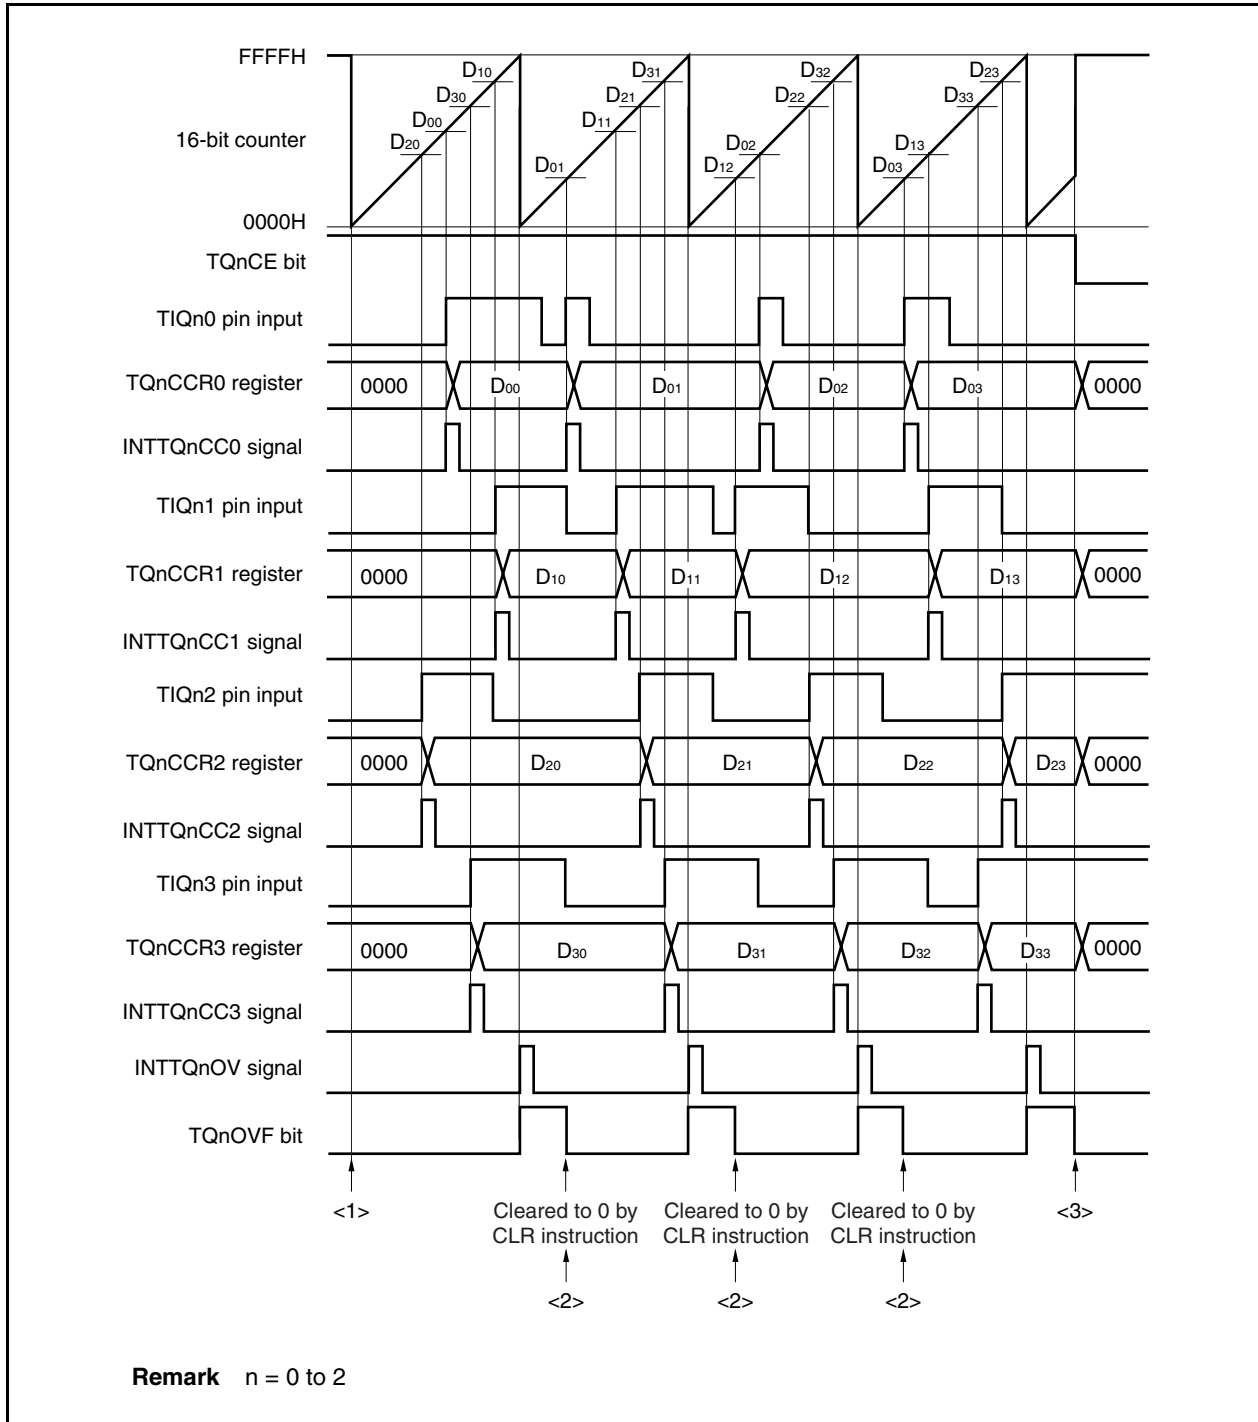 FFFFH
D10 D31 D32 D23
D30 D21 D22 D33
D00 D11
16-bit counter
D20 D02 D13
D01 D12 D03
0000H
TQnCE bit
TIQn0 pin input
TQnCCR0 register 0000 D00 D01 D02 D03 0000
INTTQnCC0 signal
TIQn1 pin input
TQnCCR1 register 0000 D10 D11 D12 D13 0000
INTTQnCC1 signal
TIQn2 pin input
TQnCCR2 register 0000 D20 D21 D22 D23 0000
INTTQnCC2 signal
TIQn3 pin input
TQnCCR3 register 0000 D30 D31 D32 D33 0000
INTTQnCC3 signal
INTTQnOV signal
TQnOVF bit
<1> Cleared to 0 by Cleared to 0 by Cleared to 0 by <3>
CLR instruction CLR instruction CLR instruction
<2> <2> <2>
Remark n = 0 to 2